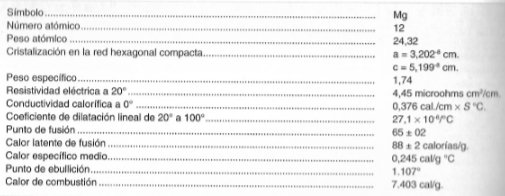 Símbolo........ Mg
Número atómico........ 12
Peso atómico........ 24,32
Cristalización en la red hexagonal compacta........ a = 3,202⁻⁸ cm.
c = 5,199⁻⁸ cm.
Peso específico........ 1,74
Resistividad eléctrica a 20°........ 4,45 microohms cm²/cm.
Conductividad calorífica a 0°........ 0,376 cal./cm × S °C.
Coeficiente de dilatación lineal de 20° a 100°........ 27,1 × 10⁻⁶/°C
Punto de fusión........ 65 ± 02
Calor latente de fusión........ 88 ± 2 calorías/g.
Calor específico medio........ 0,245 cal/g °C
Punto de ebullición........ 1.107°
Calor de combustión........ 7.403 cal/g.